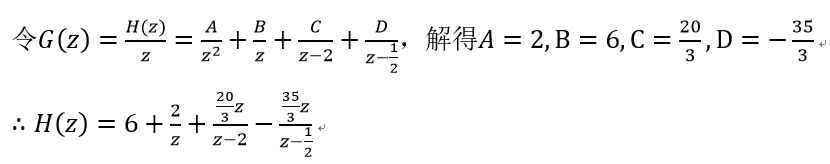 令G(z) = H(z)/z = A/z² + B/z + C/(z−2) + D/(z−1/2)，解得A = 2,B = 6,C = 20/3,D = −35/3
∴ H(z) = 6 + 2/z + (20/3 z)/(z−2) − (35/3 z)/(z−1/2)